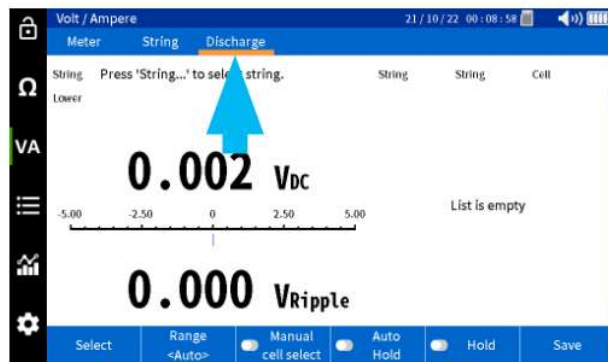 Volt / Ampere 21/10/22 00:08:58
Meter String Discharge
String Press 'String...' to select string. String String Cell
Lower
Ω
VA
0.002 VDC
-5.00 -2.50 0 2.50 5.00
List is empty
0.000 VRipple
Select Range <Auto> Manual cell select Auto Hold Hold Save